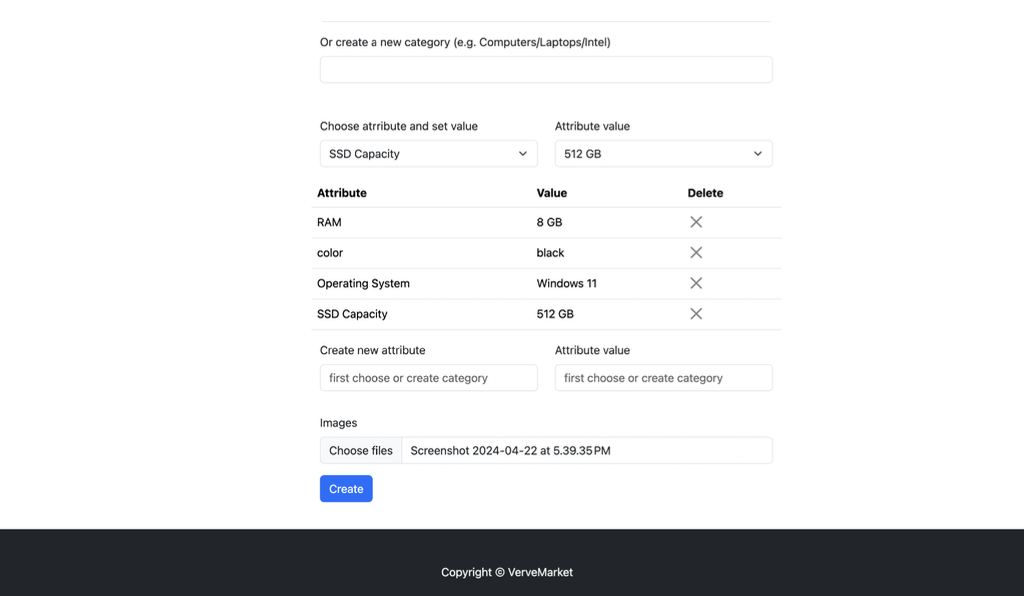 Or create a new category (e.g. Computers/Laptops/Intel)
Choose atrribute and set value Attribute value
SSD Capacity 512 GB
Attribute Value Delete
RAM 8 GB
color black
Operating System Windows 11
SSD Capacity 512 GB
Create new attribute Attribute value
first choose or create category first choose or create category
Images
Choose files Screenshot 2024-04-22 at 5.39.35 PM
Create
Copyright © VerveMarket